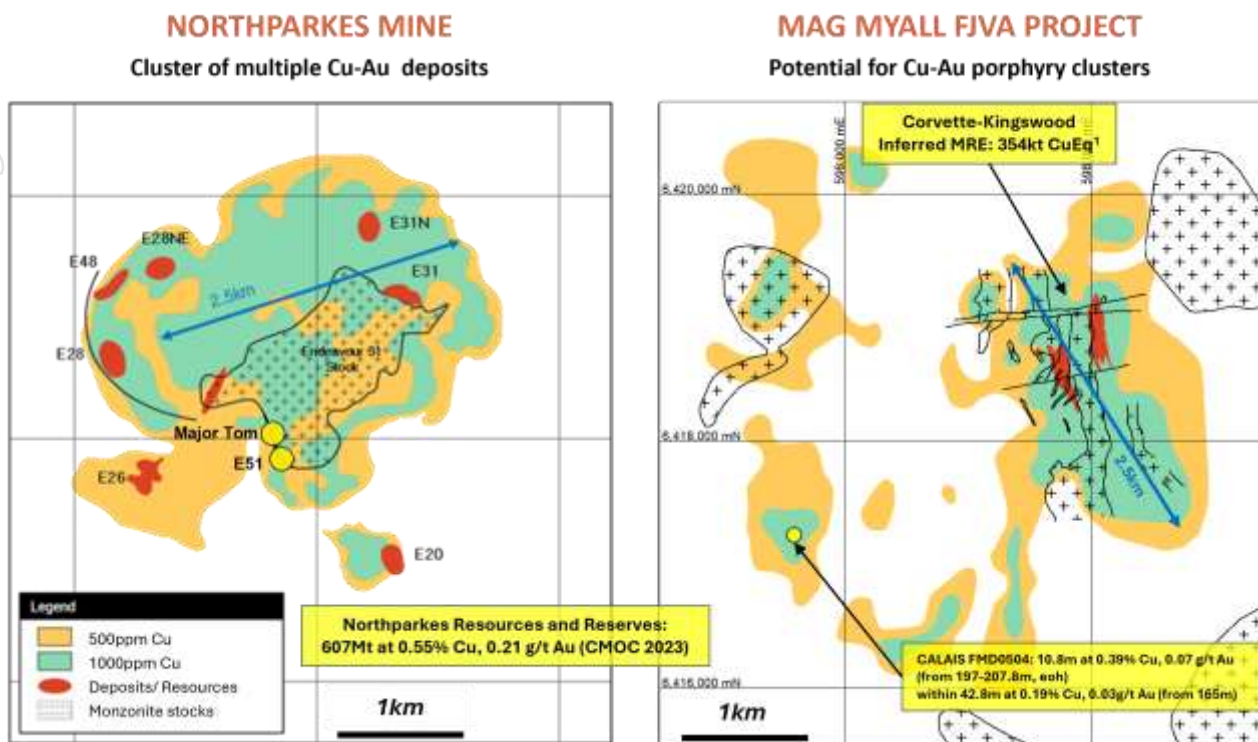 NORTHPARKES MINE
Cluster of multiple Cu-Au deposits
E31N
E28NE
E48
E31
2.5km
E28
Endeavour 31
Stock
Major Tom
E51
E26
E20
Legend
500ppm Cu
1000ppm Cu
Deposits/ Resources
Monzonite stocks
1km
Northparkes Resources and Reserves:
607Mt at 0.55% Cu, 0.21 g/t Au (CMOC 2023)
MAG MYALL FJVA PROJECT
Potential for Cu-Au porphyry clusters
Corvette-Kingswood
Inferred MRE: 354kt CuEq¹
6,420,000 mN
6,418,000 mN
2.5km
6,416,000 mN
CALAIS FMD0504: 10.8m at 0.39% Cu, 0.07 g/t Au
(from 197-207.8m, eoh)
within 42.8m at 0.19% Cu, 0.03g/t Au (from 165m)
1km